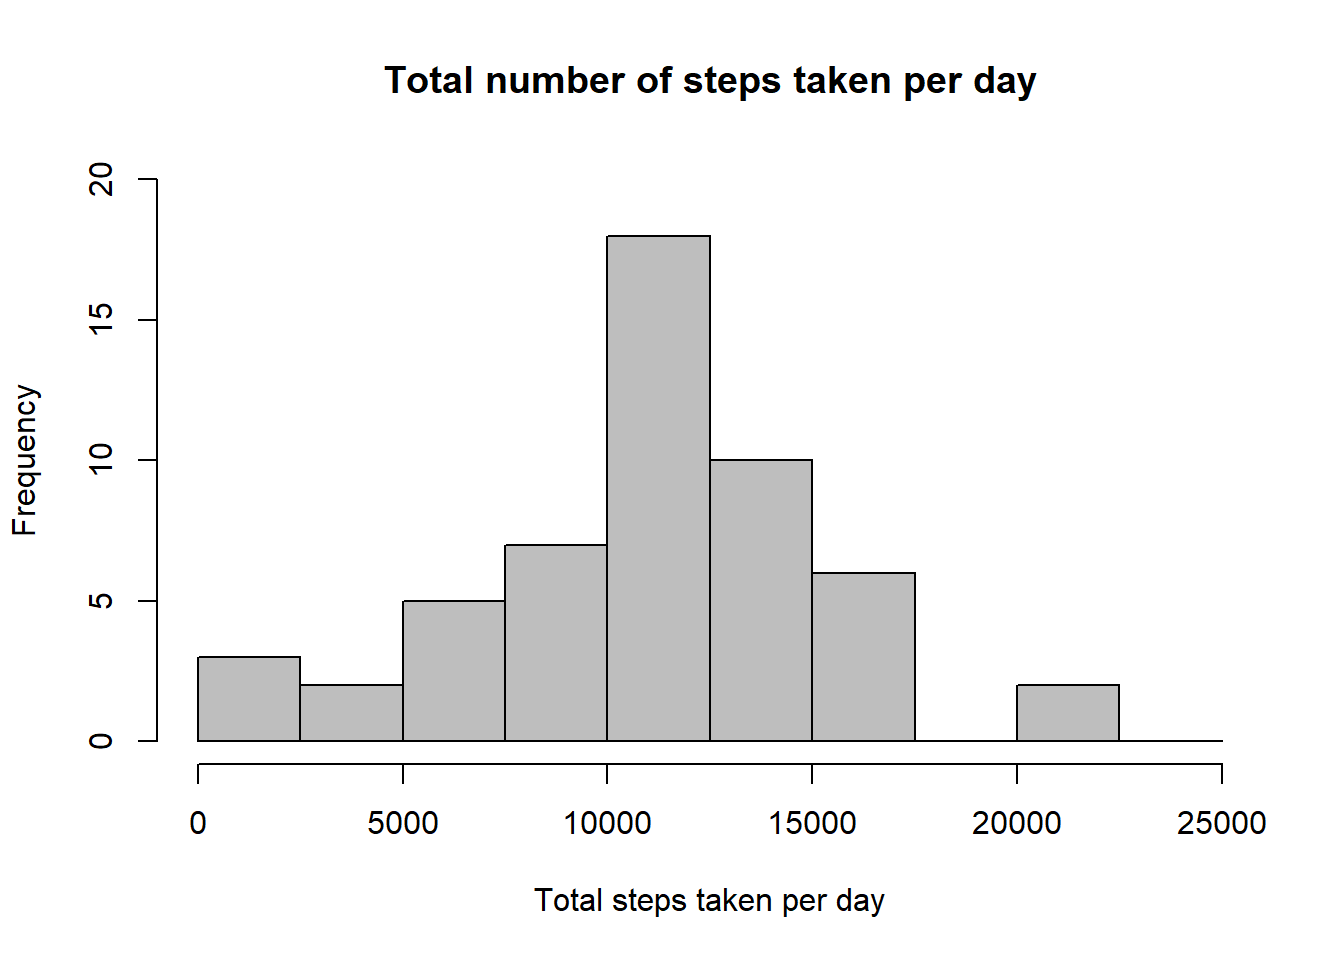 Total number of steps taken per day
20
15
10
5
0
Frequency
0 5000 10000 15000 20000 25000
Total steps taken per day